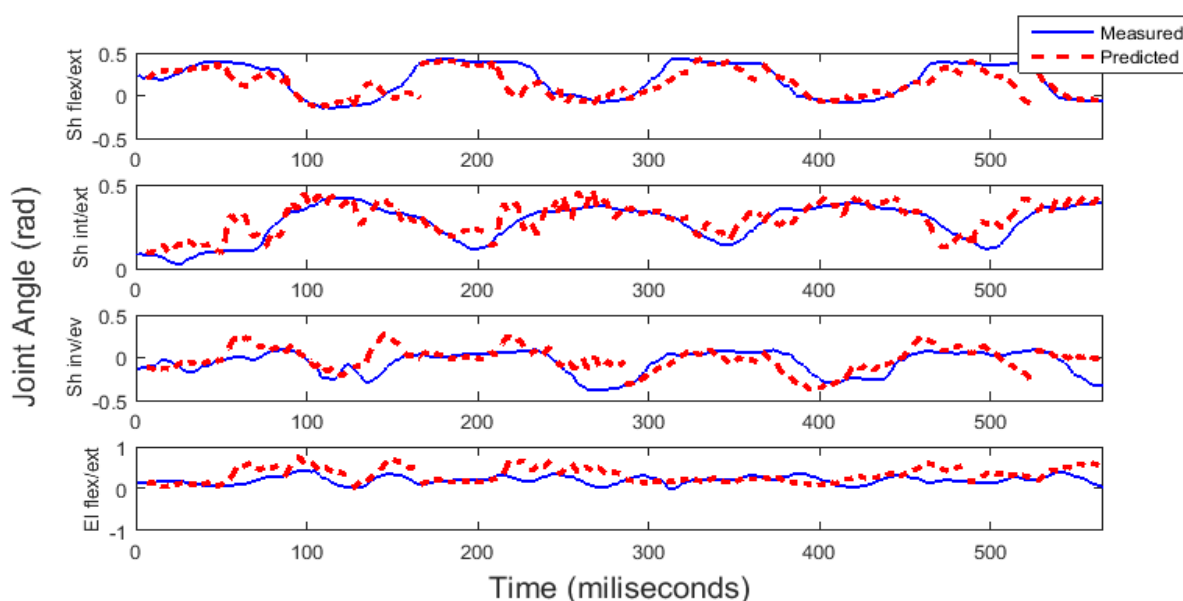 Measured
Predicted
Sh flex/ext
0.5
0
-0.5
0 100 200 300 400 500
Sh int/ext
0.5
0
0 100 200 300 400 500
Joint Angle (rad)
Sh inv/ev
0.5
0
-0.5
0 100 200 300 400 500
El flex/ext
1
0
-1
0 100 200 300 400 500
Time (miliseconds)